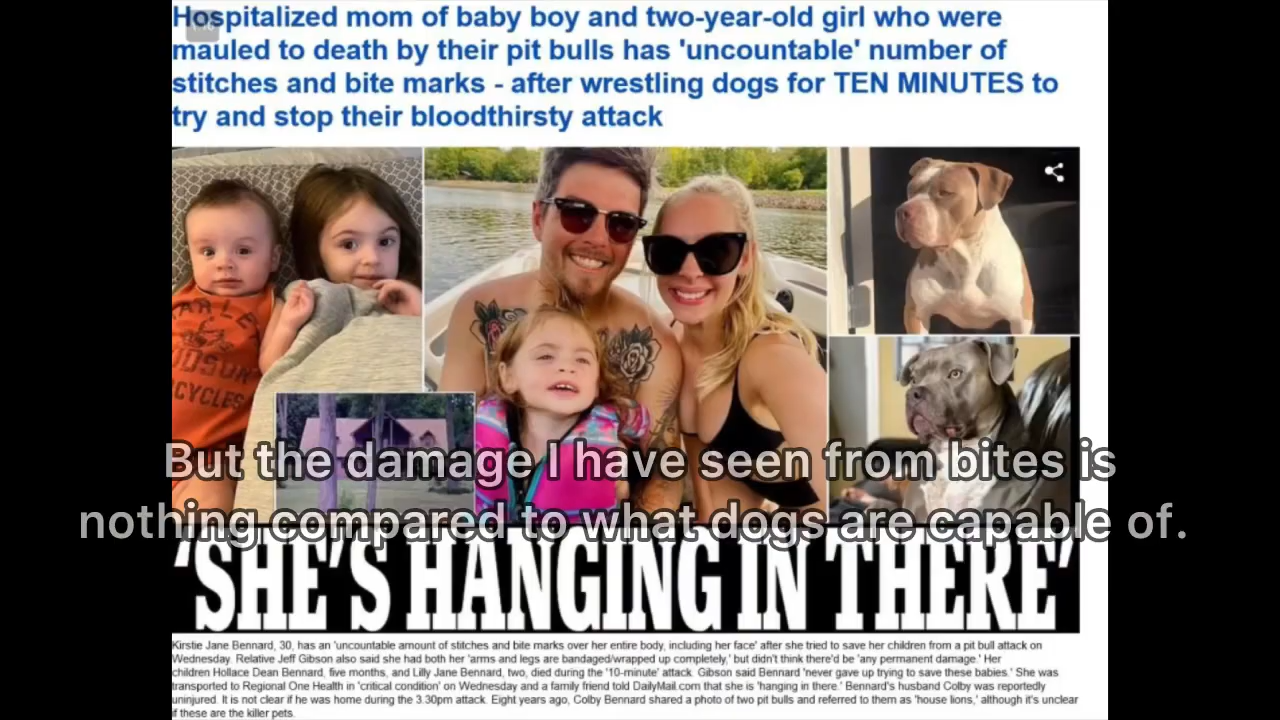 Hospitalized mom of baby boy and two-year-old girl who were
mauled to death by their pit bulls has 'uncountable' number of
stitches and bite marks - after wrestling dogs for TEN MINUTES to
try and stop their bloodthirsty attack
But the damage I have seen from bites is
nothing compared to what dogs are capable of.
'SHE'S HANGING IN THERE'
Kirstie Jane Bennard, 30, has an 'uncountable amount of stitches and bite marks over her entire body, including her face' after she tried to save her children from a pit bull attack on
Wednesday. Relative Jeff Gibson also said she had both her 'arms and legs are bandaged/wrapped up completely,' but didn't think there'd be 'any permanent damage.' Her
children Hollace Dean Bennard, five months, and Lilly Jane Bennard, two, died during the '10-minute' attack. Gibson said Bennard 'never gave up trying to save these babies.' She was
transported to Regional One Health in 'critical condition' on Wednesday and a family friend told DailyMail.com that she is 'hanging in there.' Bennard's husband Colby was reportedly
uninjured. It is not clear if he was home during the 3.30pm attack. Eight years ago, Colby Bennard shared a photo of two pit bulls and referred to them as 'house lions,' although it's unclear
if these are the killer pets.